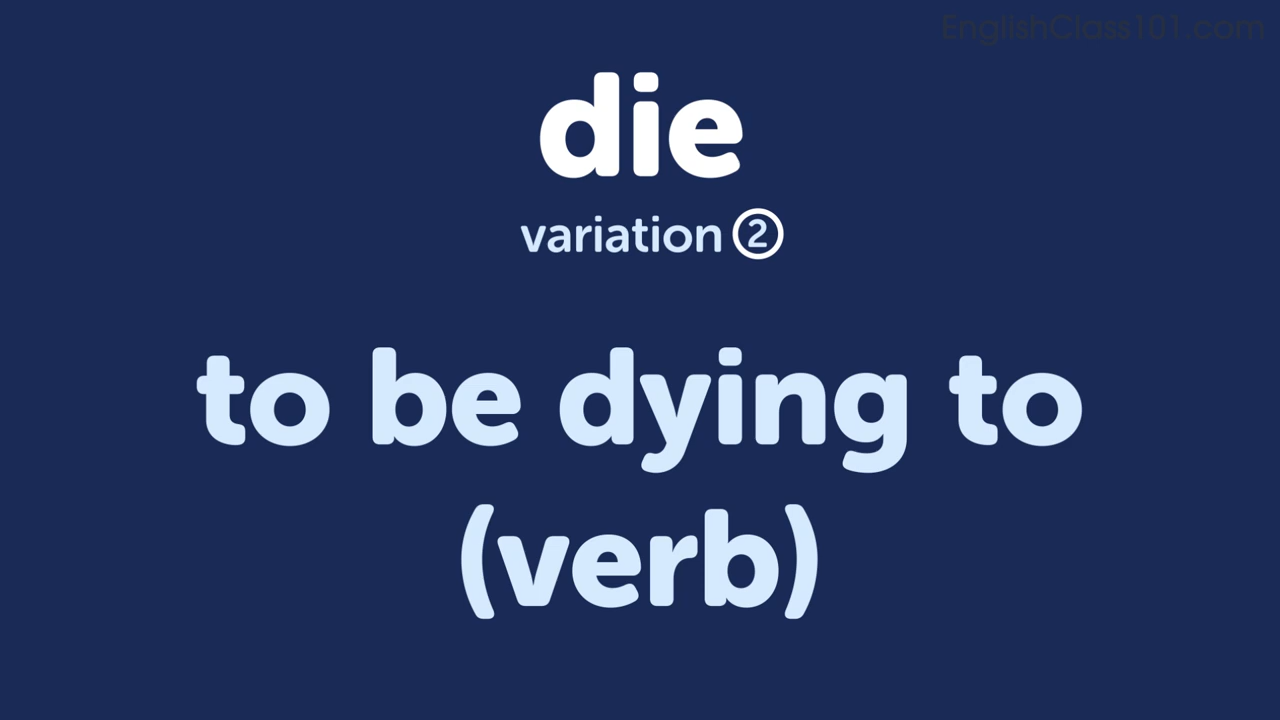 EnglishClass101.com
die
variation 2
to be dying to
(verb)